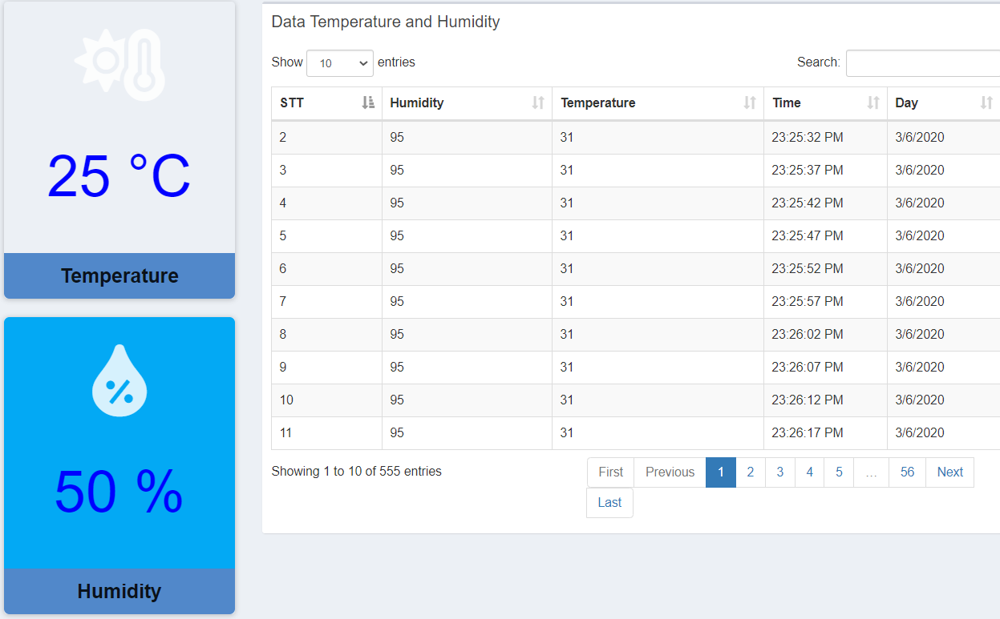 25 °C
Temperature
50 %
Humidity
Data Temperature and Humidity
Show 10 entries
Search:
STT Humidity Temperature Time Day
2 95 31 23:25:32 PM 3/6/2020
3 95 31 23:25:37 PM 3/6/2020
4 95 31 23:25:42 PM 3/6/2020
5 95 31 23:25:47 PM 3/6/2020
6 95 31 23:25:52 PM 3/6/2020
7 95 31 23:25:57 PM 3/6/2020
8 95 31 23:26:02 PM 3/6/2020
9 95 31 23:26:07 PM 3/6/2020
10 95 31 23:26:12 PM 3/6/2020
11 95 31 23:26:17 PM 3/6/2020
Showing 1 to 10 of 555 entries
First Previous 1 2 3 4 5 … 56 Next
Last